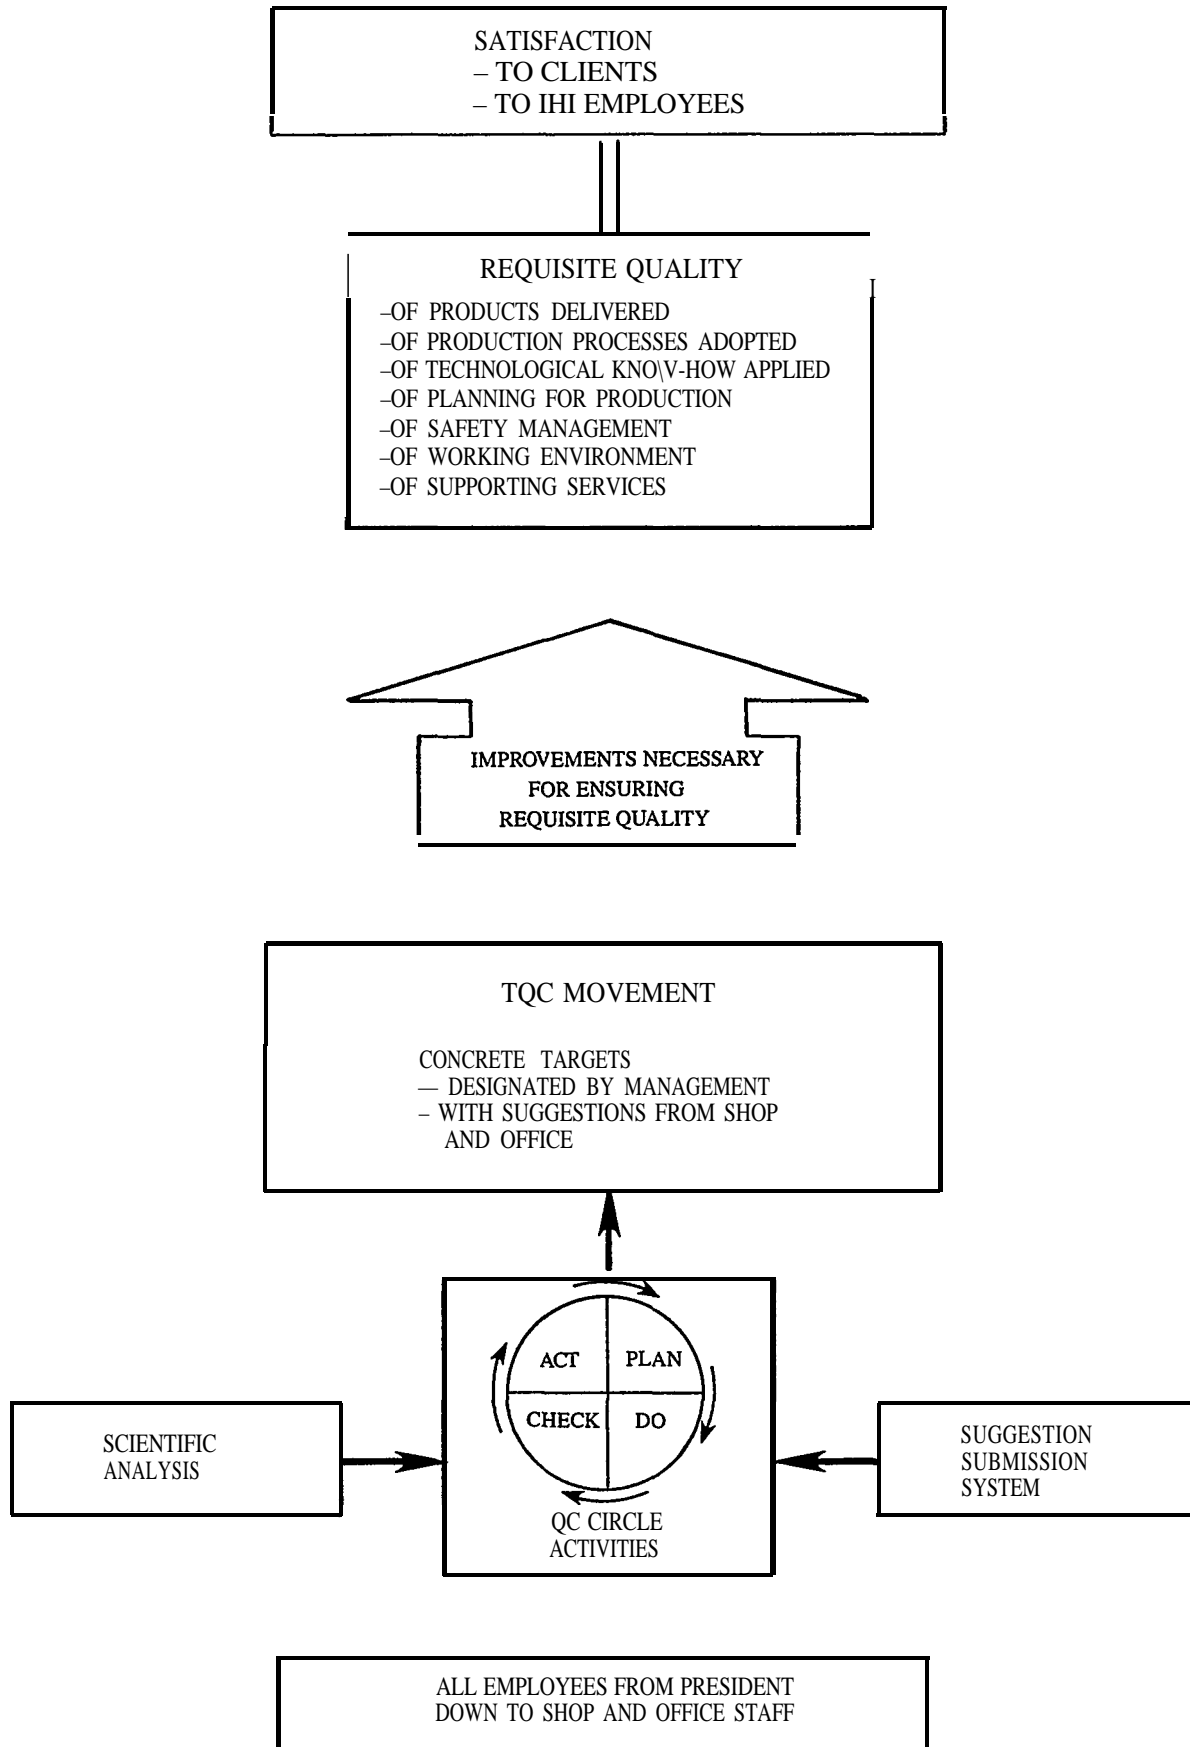 SATISFACTION
– TO CLIENTS
– TO IHI EMPLOYEES
REQUISITE QUALITY
–OF PRODUCTS DELIVERED
–OF PRODUCTION PROCESSES ADOPTED
–OF TECHNOLOGICAL KNO\V-HOW APPLIED
–OF PLANNING FOR PRODUCTION
–OF SAFETY MANAGEMENT
–OF WORKING ENVIRONMENT
–OF SUPPORTING SERVICES
IMPROVEMENTS NECESSARY
FOR ENSURING
REQUISITE QUALITY
TQC MOVEMENT
CONCRETE TARGETS
— DESIGNATED BY MANAGEMENT
– WITH SUGGESTIONS FROM SHOP
AND OFFICE
ACT PLAN
CHECK DO
QC CIRCLE
ACTIVITIES
SCIENTIFIC
ANALYSIS
SUGGESTION
SUBMISSION
SYSTEM
ALL EMPLOYEES FROM PRESIDENT
DOWN TO SHOP AND OFFICE STAFF